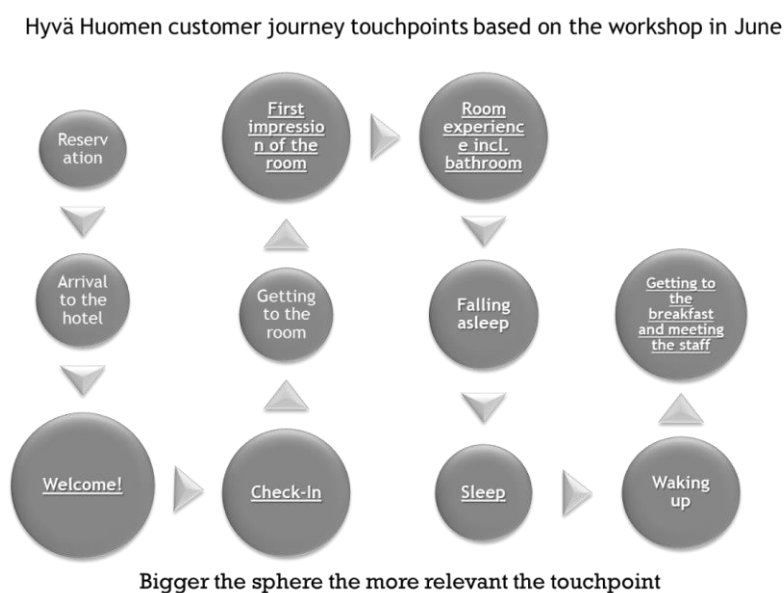 Hyvä Huomen customer journey touchpoints based on the workshop in June
Reserv
ation
Arrival
to the
hotel
Welcome!
Check-In
Getting
to the
room
First
impressio
n of the
room
Room
experienc
e incl.
bathroom
Falling
asleep
Sleep
Waking
up
Getting to
the
breakfast
and meeting
the staff
Bigger the sphere the more relevant the touchpoint